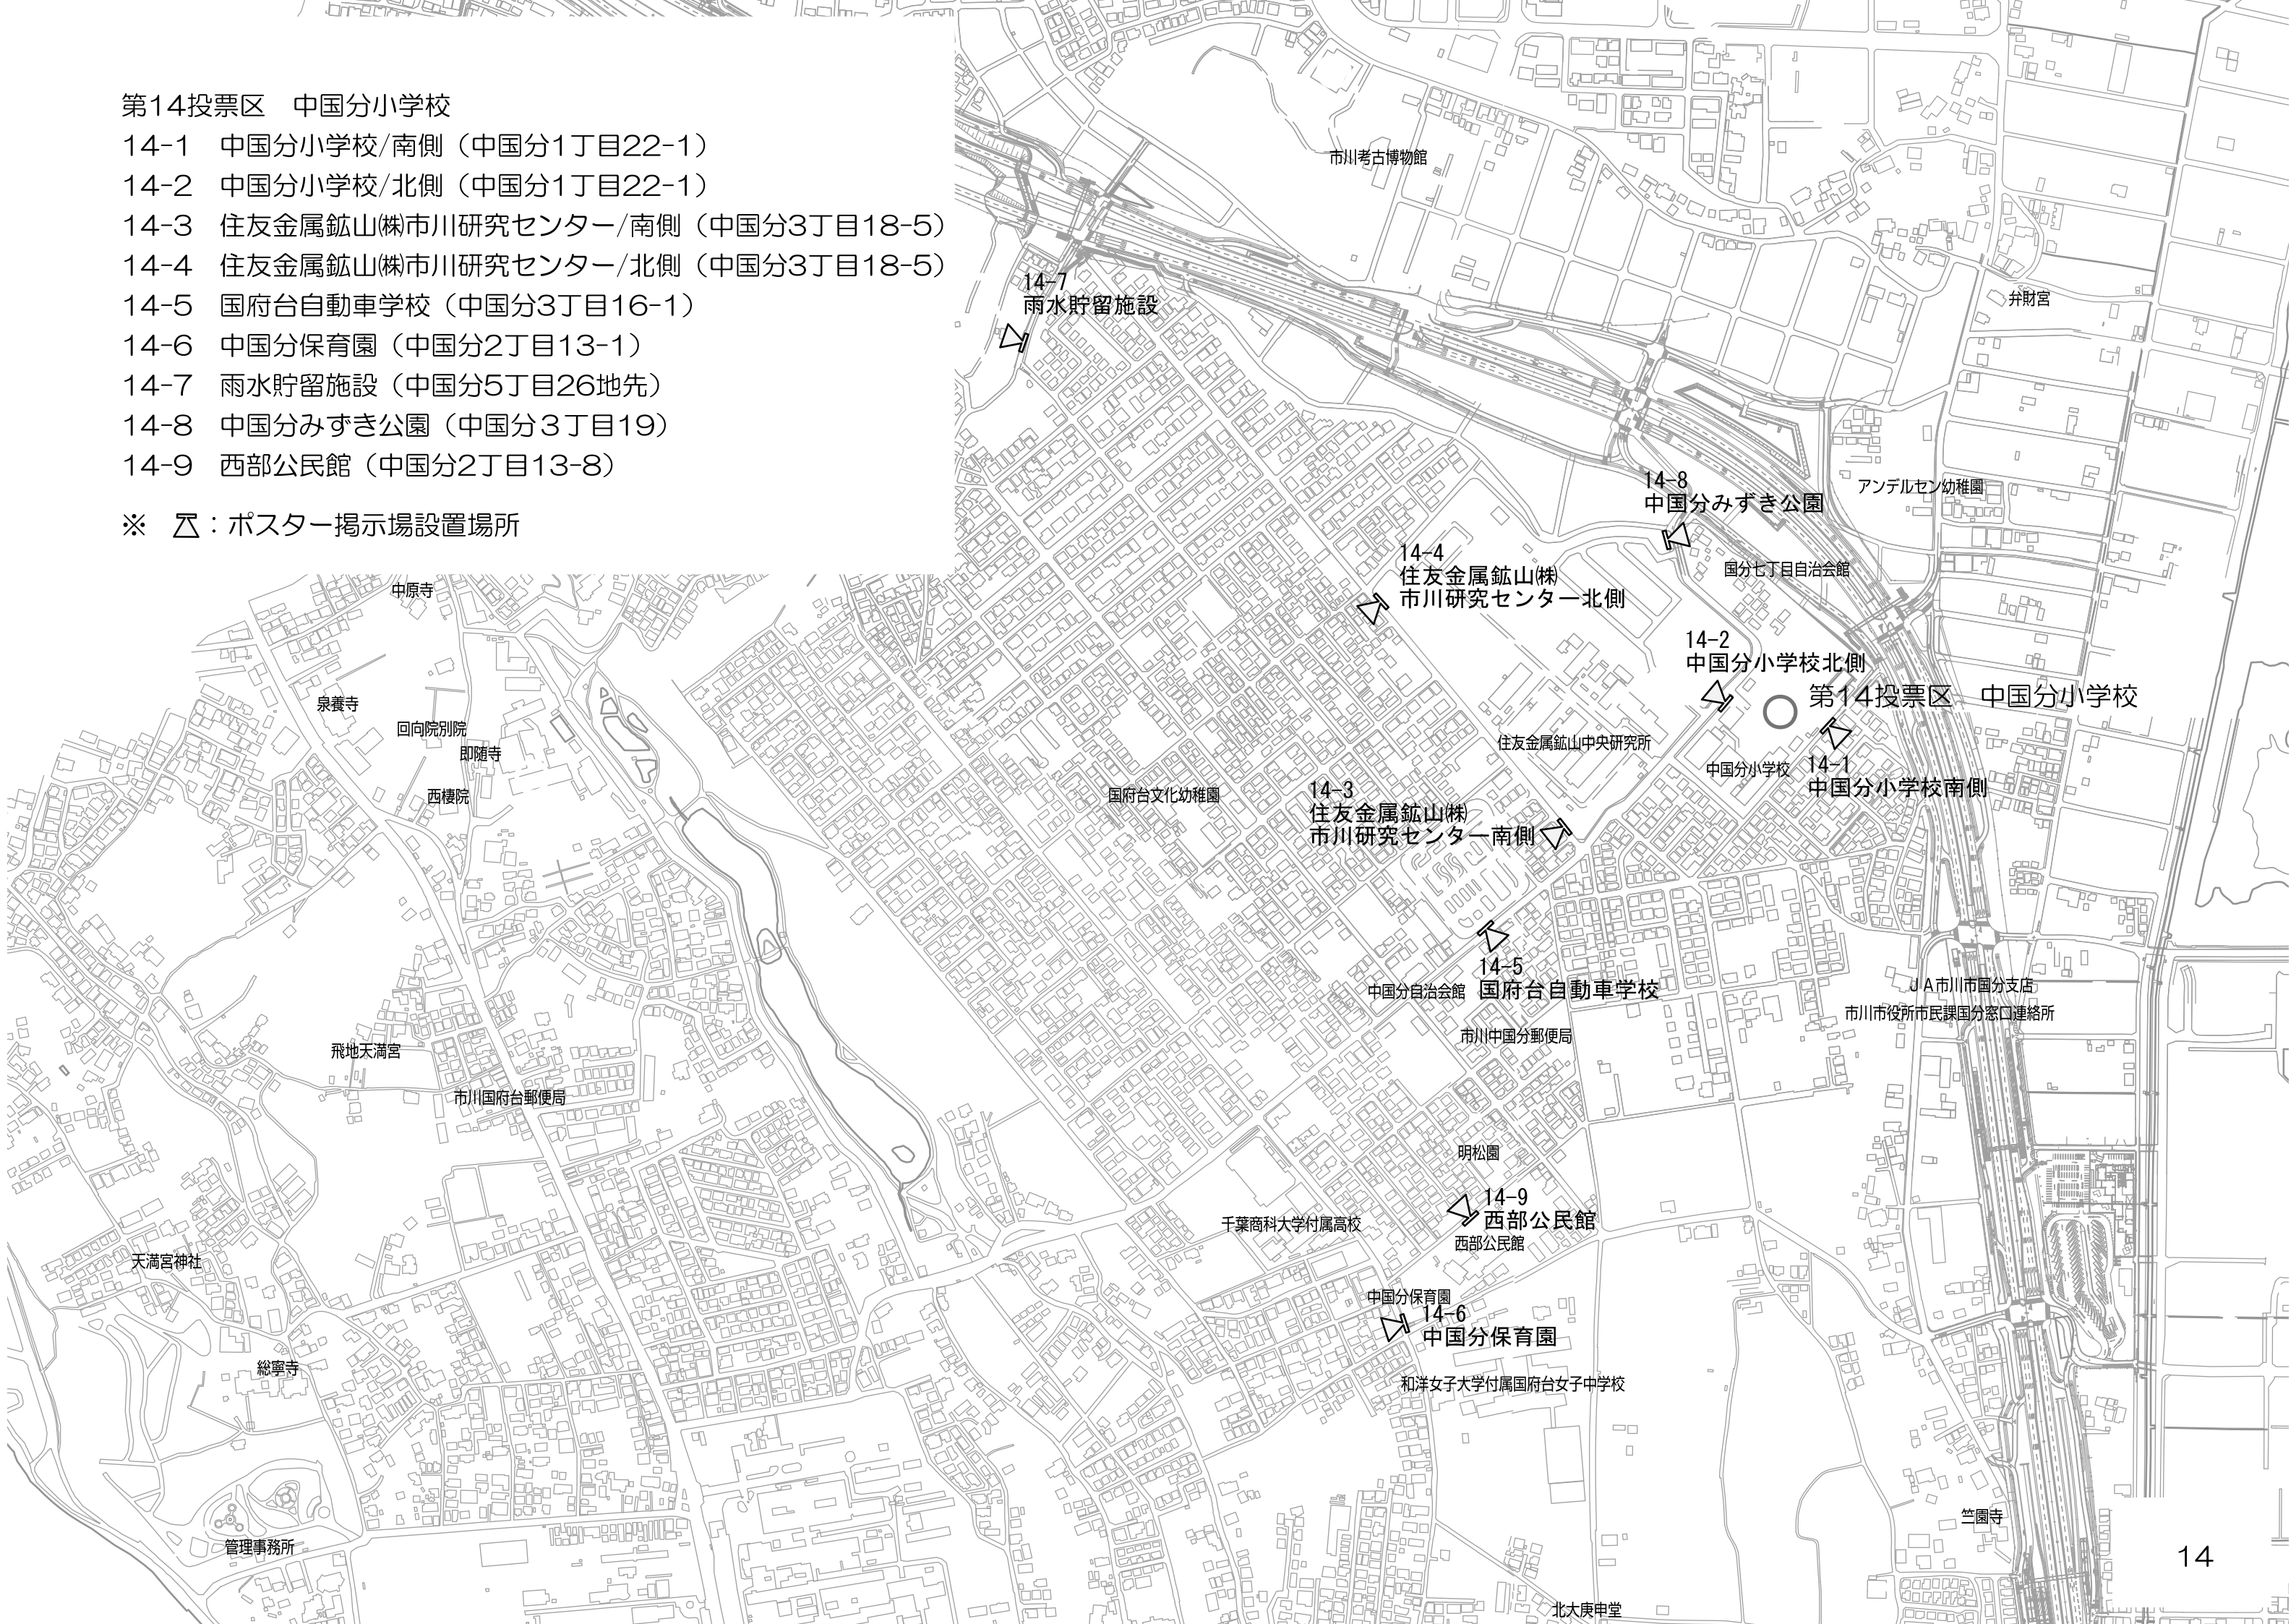 第14投票区　中国分小学校
14-1　中国分小学校/南側（中国分1丁目22-1）
14-2　中国分小学校/北側（中国分1丁目22-1）
14-3　住友金属鉱山㈱市川研究センター/南側（中国分3丁目18-5）
14-4　住友金属鉱山㈱市川研究センター/北側（中国分3丁目18-5）
14-5　国府台自動車学校（中国分3丁目16-1）
14-6　中国分保育園（中国分2丁目13-1）
14-7　雨水貯留施設（中国分5丁目26地先）
14-8　中国分みずき公園（中国分３丁目19）
14-9　西部公民館（中国分2丁目13-8）
※　：ポスター掲示場設置場所
市川考古博物館
14-7
雨水貯留施設
弁財宮
14-8
中国分みずき公園
アンデルセン幼稚園
14-4
住友金属鉱山㈱
市川研究センター北側
国分七丁目自治会館
中原寺
14-2
中国分小学校北側
第14投票区　中国分小学校
泉養寺
回向院別院
即随寺
西棲院
住友金属鉱山中央研究所
中国分小学校
14-1
中国分小学校南側
国府台文化幼稚園
14-3
住友金属鉱山㈱
市川研究センター南側
14-5
国府台自動車学校
中国分自治会館
ＪＡ市川市国分支店
市川市役所市民課国分窓口連絡所
市川中国分郵便局
飛地天満宮
市川国府台郵便局
明松園
14-9
西部公民館
西部公民館
千葉商科大学付属高校
天満宮神社
中国分保育園
14-6
中国分保育園
総寧寺
和洋女子大学付属国府台女子中学校
竺園寺
管理事務所
14
北大庚申堂